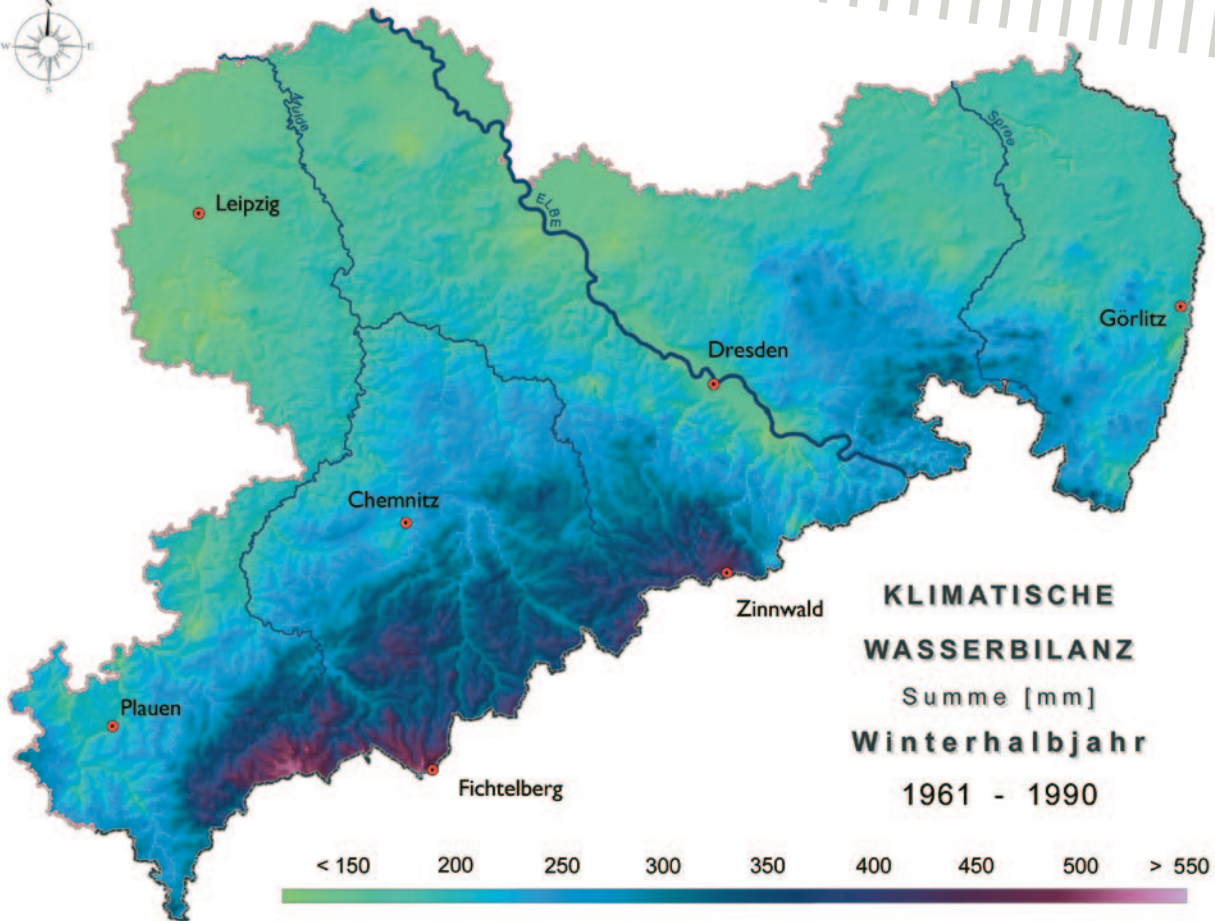 N
W E
S
Mulde
Spree
Leipzig
ELBE
Görlitz
Dresden
Chemnitz
Zinnwald
Plauen
Fichtelberg
KLIMATISCHE
WASSERBILANZ
Summe [mm]
Winterhalbjahr
1961 - 1990
< 150 200 250 300 350 400 450 500 > 550